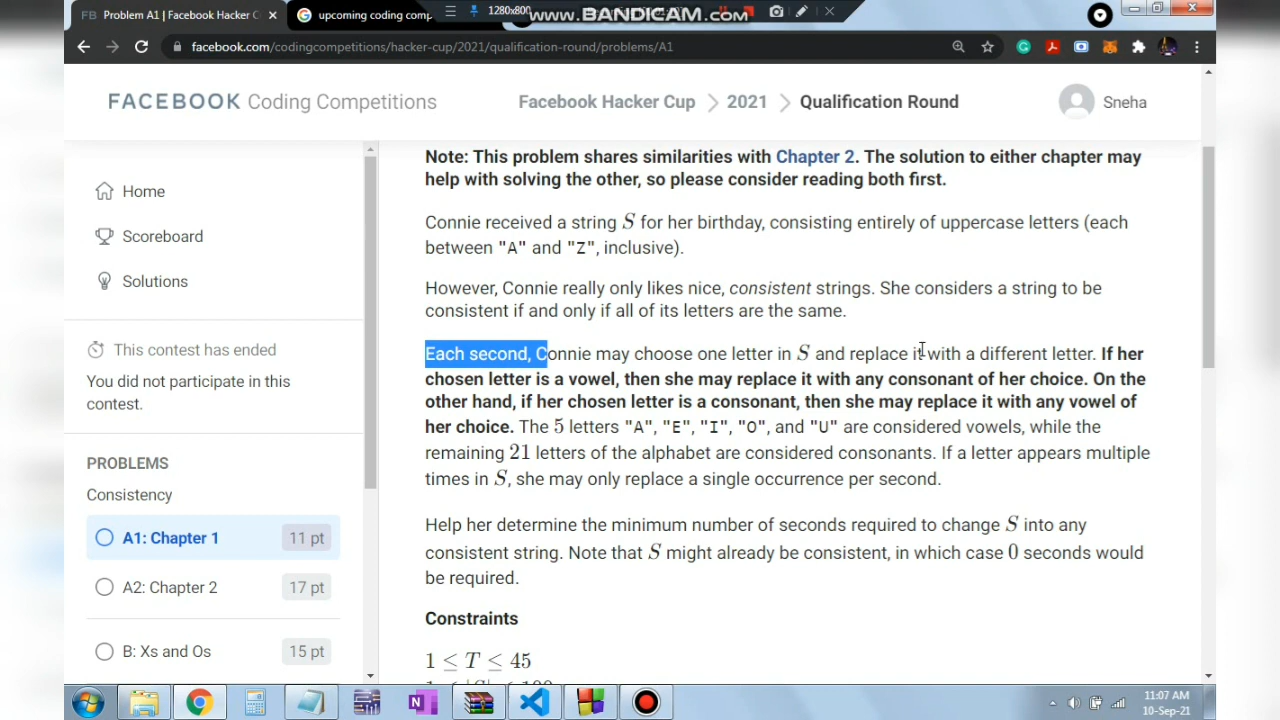 Problem A1 | Facebook Hacker C
upcoming coding comp
1280x800
www.BANDICAM.com
facebook.com/codingcompetitions/hacker-cup/2021/qualification-round/problems/A1
FACEBOOK Coding Competitions
Facebook Hacker Cup
2021
Qualification Round
Sneha
Home
Scoreboard
Solutions
This contest has ended
You did not participate in this
contest.
PROBLEMS
Consistency
A1: Chapter 1
11 pt
A2: Chapter 2
17 pt
B: Xs and Os
15 pt
Note: This problem shares similarities with Chapter 2. The solution to either chapter may
help with solving the other, so please consider reading both first.
Connie received a string S for her birthday, consisting entirely of uppercase letters (each
between "A" and "Z", inclusive).
However, Connie really only likes nice, consistent strings. She considers a string to be
consistent if and only if all of its letters are the same.
Each second, Connie may choose one letter in S and replace it with a different letter. If her
chosen letter is a vowel, then she may replace it with any consonant of her choice. On the
other hand, if her chosen letter is a consonant, then she may replace it with any vowel of
her choice. The 5 letters "A", "E", "I", "O", and "U" are considered vowels, while the
remaining 21 letters of the alphabet are considered consonants. If a letter appears multiple
times in S, she may only replace a single occurrence per second.
Help her determine the minimum number of seconds required to change S into any
consistent string. Note that S might already be consistent, in which case 0 seconds would
be required.
Constraints
1 ≤ T ≤ 45
11:07 AM
10-Sep-21